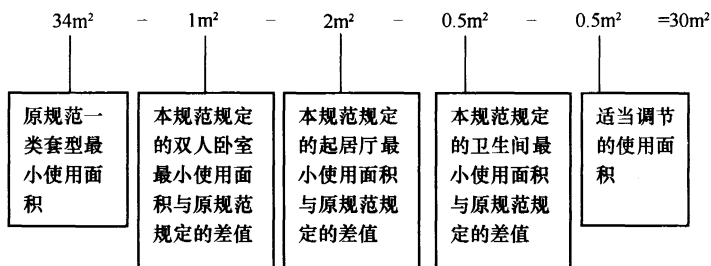 34m² － 1m² － 2m² － 0.5m² － 0.5m² =30m²
原规范一
类套型最
小使用面
积
本规范规定
的双人卧室
最小使用面
积与原规范
规定的差值
本规范规定
的起居厅最
小使用面积
与原规范规
定的差值
本规范规定
的卫生间最
小使用面积
与原规范规
定的差值
适当调节
的使用面
积